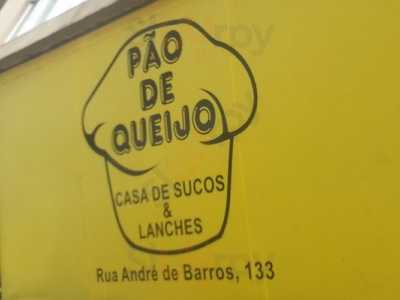 PÃO
DE
QUEIJO
CASA DE SUCOS
&
LANCHES
Rua André de Barros, 133